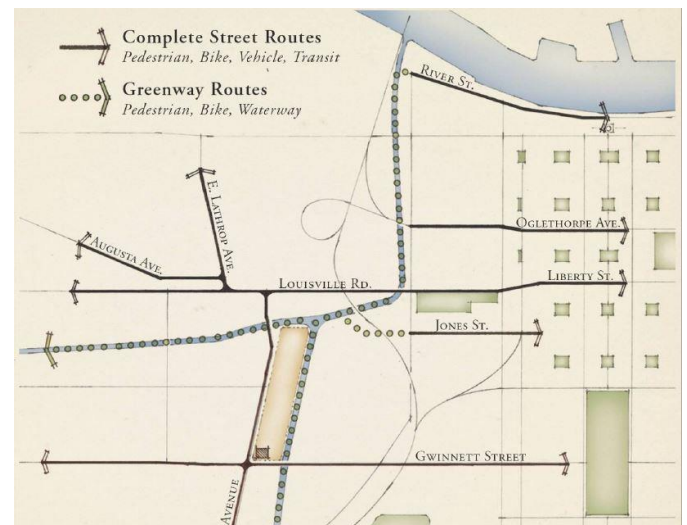 Complete Street Routes
Pedestrian, Bike, Vehicle, Transit
Greenway Routes
Pedestrian, Bike, Waterway
River St.
E. Lathrop Ave.
Augusta Ave.
Oglethorpe Ave.
Louisville Rd.
Liberty St.
Jones St.
Gwinnett Street
Avenue